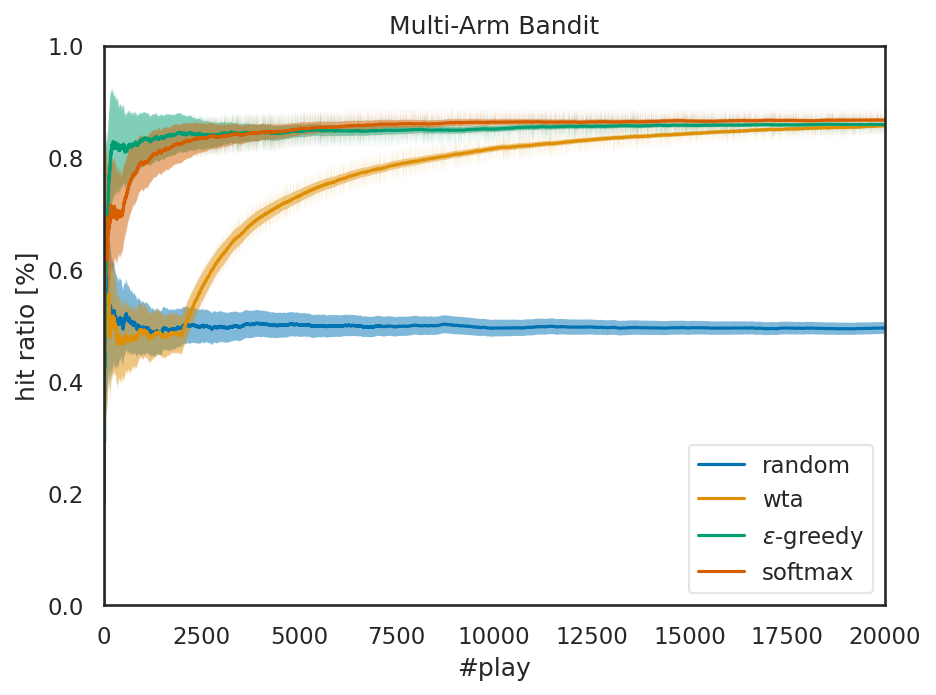 Multi-Arm Bandit
hit ratio [%]
1.0
0.8
0.6
0.4
0.2
0.0
0 2500 5000 7500 10000 12500 15000 17500 20000
#play
random
wta
ε-greedy
softmax